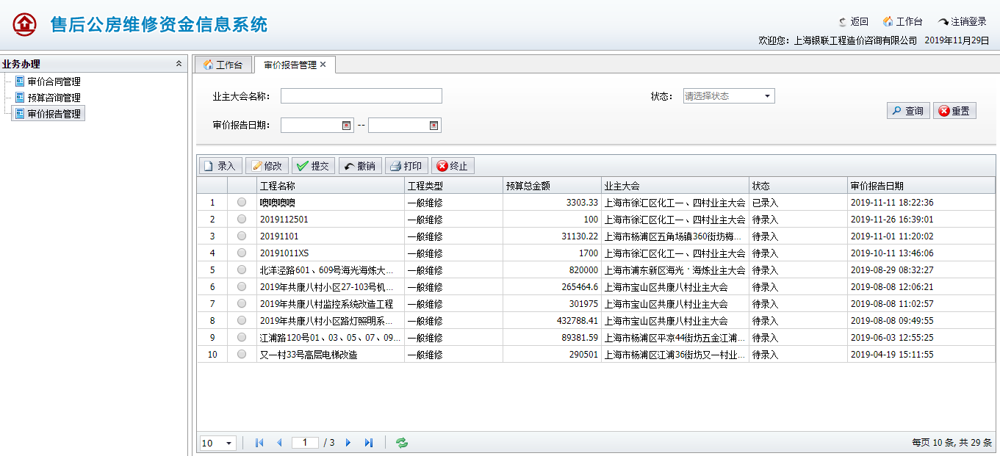 售后公房维修资金信息系统
返回 工作台 注销登录
欢迎您: 上海银联工程造价咨询有限公司 2019年11月29日
业务办理
审价合同管理
预算咨询管理
审价报告管理
工作台 审价报告管理
业主大会名称: 状态: 请选择状态
查询 重置
审价报告日期: --
录入 修改 提交 撤销 打印 终止
工程名称 工程类型 预算总金额 业主大会 状态 审价报告日期
1 噢噢噢噢 一般维修 3303.33 上海市徐汇区化工一、四村业主大会 已录入 2019-11-11 18:22:36
2 2019112501 一般维修 100 上海市徐汇区化工一、四村业主大会 待录入 2019-11-26 16:39:01
3 20191101 一般维修 31130.22 上海市杨浦区五角场镇360街坊梅... 待录入 2019-11-01 11:20:02
4 20191011XS 一般维修 1700 上海市徐汇区化工一、四村业主大会 待录入 2019-10-11 13:46:06
5 北洋泾路601、609号海光海炼大... 一般维修 820000 上海市浦东新区海光·海炼业主大会 待录入 2019-08-29 08:32:27
6 2019年共康八村小区27-103号机... 一般维修 265464.6 上海市宝山区共康八村业主大会 待录入 2019-08-08 12:06:21
7 2019年共康八村监控系统改造工程 一般维修 301975 上海市宝山区共康八村业主大会 待录入 2019-08-08 11:02:57
8 2019年共康八村小区路灯照明系... 一般维修 432788.41 上海市宝山区共康八村业主大会 待录入 2019-08-08 09:49:55
9 江浦路120号01、03、05、07、09... 一般维修 89381.59 上海市杨浦区平凉44街坊五金江浦... 待录入 2019-06-03 12:55:25
10 又一村33号高层电梯改造 一般维修 290501 上海市杨浦区江浦36街坊又一村业... 待录入 2019-04-19 15:11:55
10 1 / 3 每页 10 条, 共 29 条